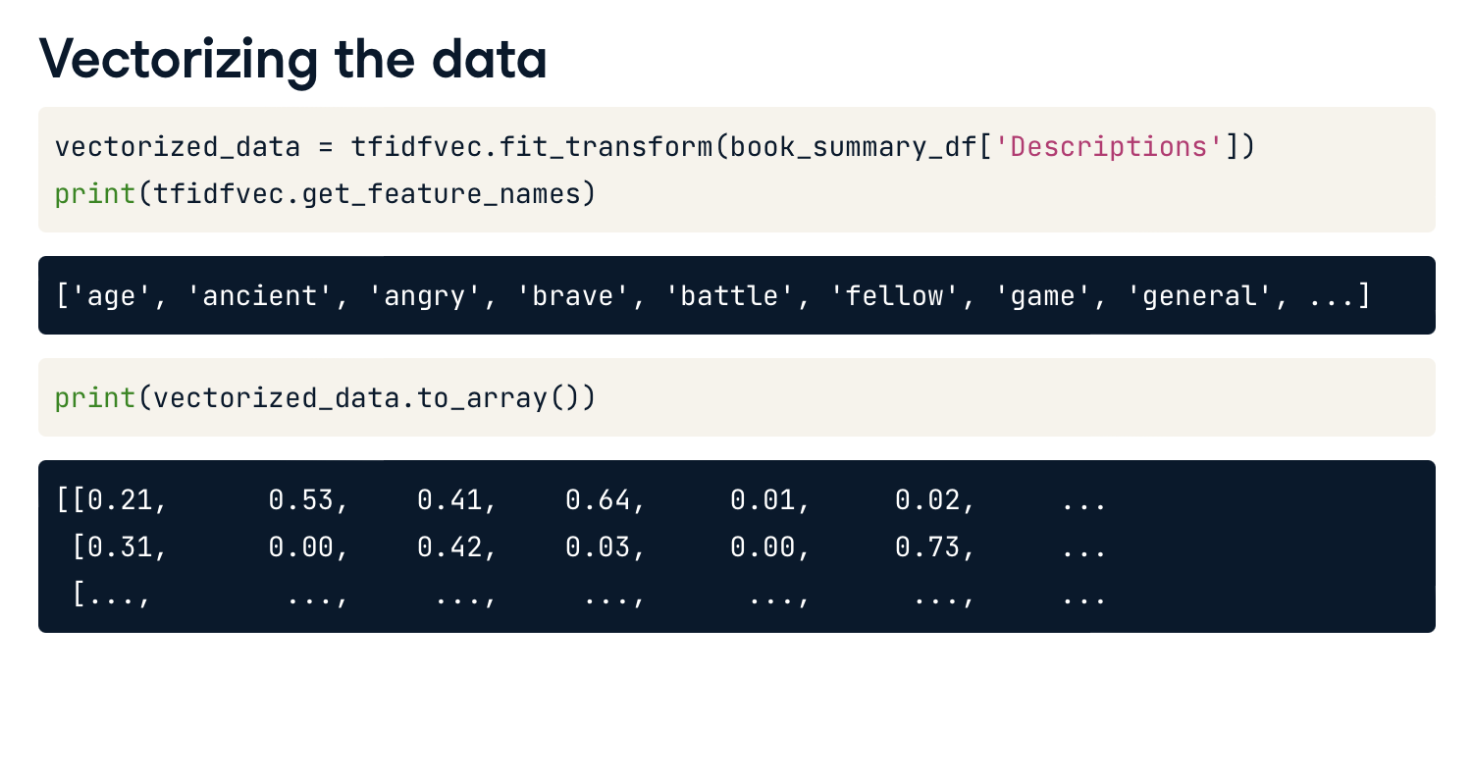 Vectorizing the data
vectorized_data = tfidfvec.fit_transform(book_summary_df['Descriptions'])
print(tfidfvec.get_feature_names)
['age', 'ancient', 'angry', 'brave', 'battle', 'fellow', 'game', 'general', ...]
print(vectorized_data.to_array())
[[0.21, 0.53, 0.41, 0.64, 0.01, 0.02, ...
[0.31, 0.00, 0.42, 0.03, 0.00, 0.73, ...
[..., ..., ..., ..., ..., ..., ...